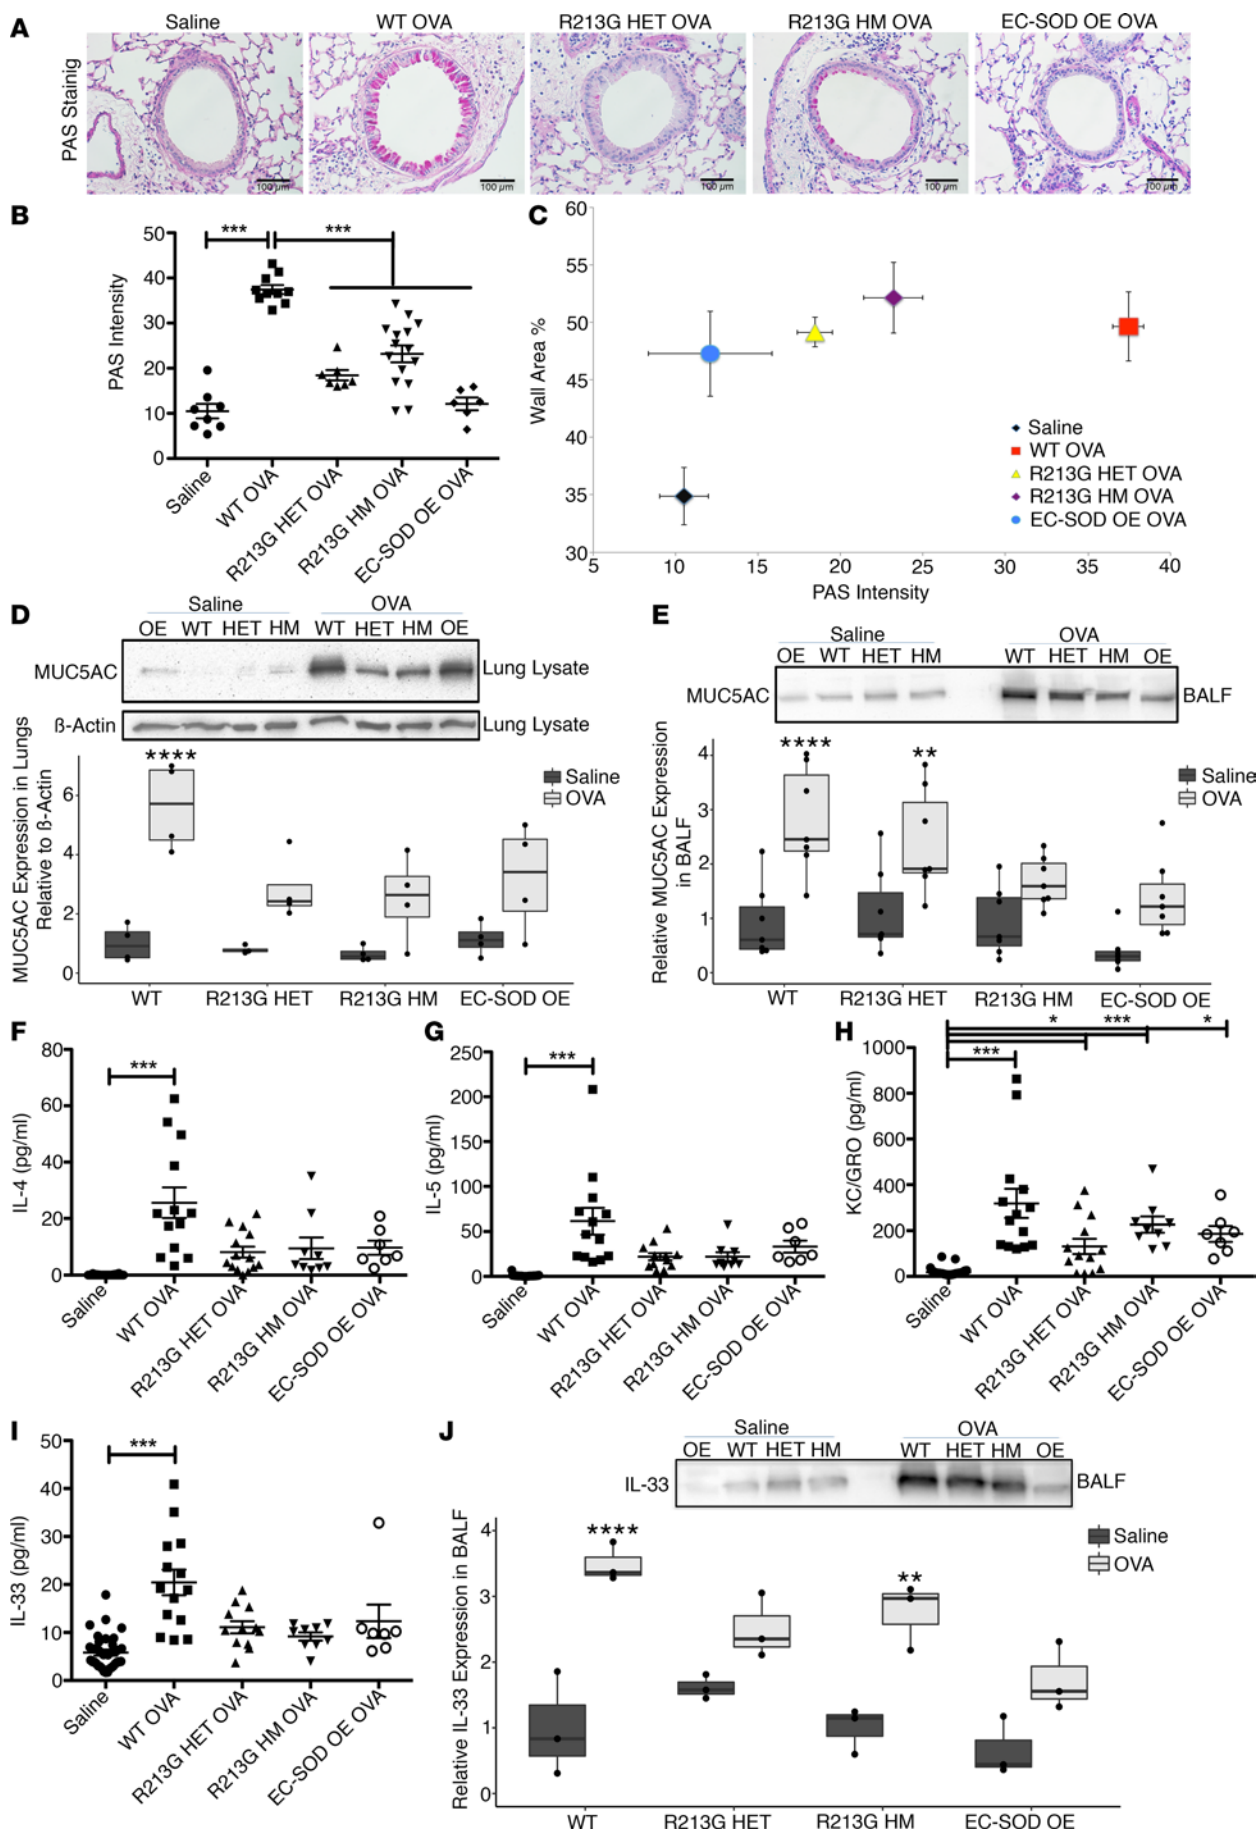 A
Saline
WT OVA
R213G HET OVA
R213G HM OVA
EC-SOD OE OVA
PAS Stainig
100 µm
100 µm
100 µm
100 µm
100 µm
B
***
***
PAS Intensity
50
40
30
20
10
0
Saline
WT OVA
R213G HET OVA
R213G HM OVA
EC-SOD OE OVA
C
Wall Area %
60
55
50
45
40
35
30
5
10
15
20
25
30
35
40
PAS Intensity
Saline
WT OVA
R213G HET OVA
R213G HM OVA
EC-SOD OE OVA
D
Saline
OVA
OE WT HET HM
WT HET HM OE
MUC5AC
Lung Lysate
ß-Actin
Lung Lysate
MUC5AC Expression in Lungs
Relative to ß-Actin
****
6
4
2
0
Saline
OVA
WT
R213G HET
R213G HM
EC-SOD OE
E
Saline
OVA
OE WT HET HM
WT HET HM OE
MUC5AC
BALF
Relative MUC5AC Expression
in BALF
****
**
4
3
2
1
0
Saline
OVA
WT
R213G HET
R213G HM
EC-SOD OE
F
***
IL-4 (pg/ml)
80
60
40
20
0
Saline
WT OVA
R213G HET OVA
R213G HM OVA
EC-SOD OE OVA
G
***
IL-5 (pg/ml)
250
200
150
100
50
0
Saline
WT OVA
R213G HET OVA
R213G HM OVA
EC-SOD OE OVA
H
* *** *
***
KC/GRO (pg/ml)
1000
800
600
400
200
0
Saline
WT OVA
R213G HET OVA
R213G HM OVA
EC-SOD OE OVA
I
***
IL-33 (pg/ml)
50
40
30
20
10
0
Saline
WT OVA
R213G HET OVA
R213G HM OVA
EC-SOD OE OVA
J
Saline
OVA
OE WT HET HM
WT HET HM OE
IL-33
BALF
Relative IL-33 Expression in BALF
****
**
4
3
2
1
0
Saline
OVA
WT
R213G HET
R213G HM
EC-SOD OE